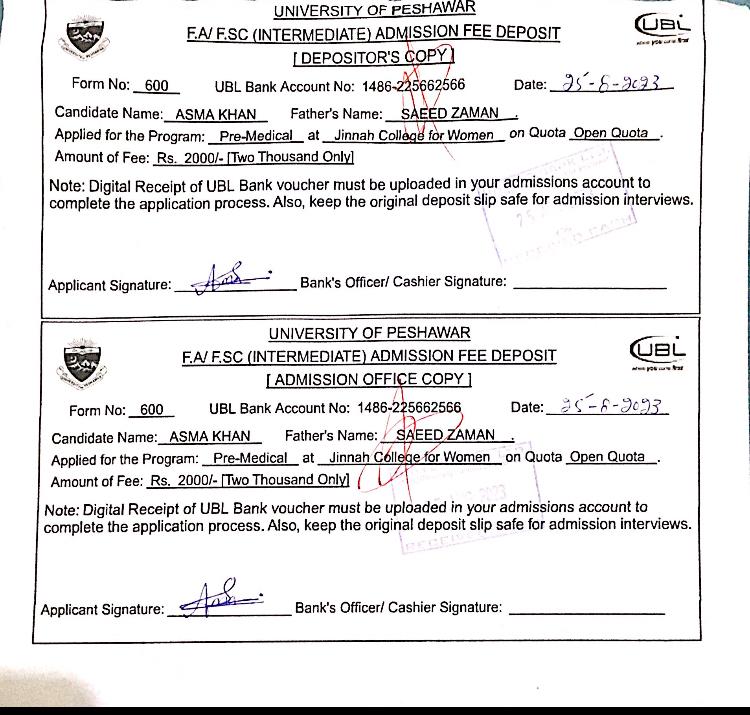 UNIVERSITY OF PESHAWAR
UBL
where you come first
F.A/ F.SC (INTERMEDIATE) ADMISSION FEE DEPOSIT
[ DEPOSITOR'S COPY ]
Form No: 600 UBL Bank Account No: 1486-225662566 Date: 25-8-2023
Candidate Name: ASMA KHAN Father's Name: SAEED ZAMAN .
Applied for the Program: Pre-Medical at Jinnah College for Women on Quota Open Quota .
Amount of Fee: Rs. 2000/- [Two Thousand Only]
Note: Digital Receipt of UBL Bank voucher must be uploaded in your admissions account to
complete the application process. Also, keep the original deposit slip safe for admission interviews.
Applicant Signature: Bank's Officer/ Cashier Signature:
UNIVERSITY OF PESHAWAR
UBL
where you come first
F.A/ F.SC (INTERMEDIATE) ADMISSION FEE DEPOSIT
[ ADMISSION OFFICE COPY ]
Form No: 600 UBL Bank Account No: 1486-225662566 Date: 25-8-2023
Candidate Name: ASMA KHAN Father's Name: SAEED ZAMAN .
Applied for the Program: Pre-Medical at Jinnah College for Women on Quota Open Quota .
Amount of Fee: Rs. 2000/- [Two Thousand Only]
Note: Digital Receipt of UBL Bank voucher must be uploaded in your admissions account to
complete the application process. Also, keep the original deposit slip safe for admission interviews.
Applicant Signature: Bank's Officer/ Cashier Signature: